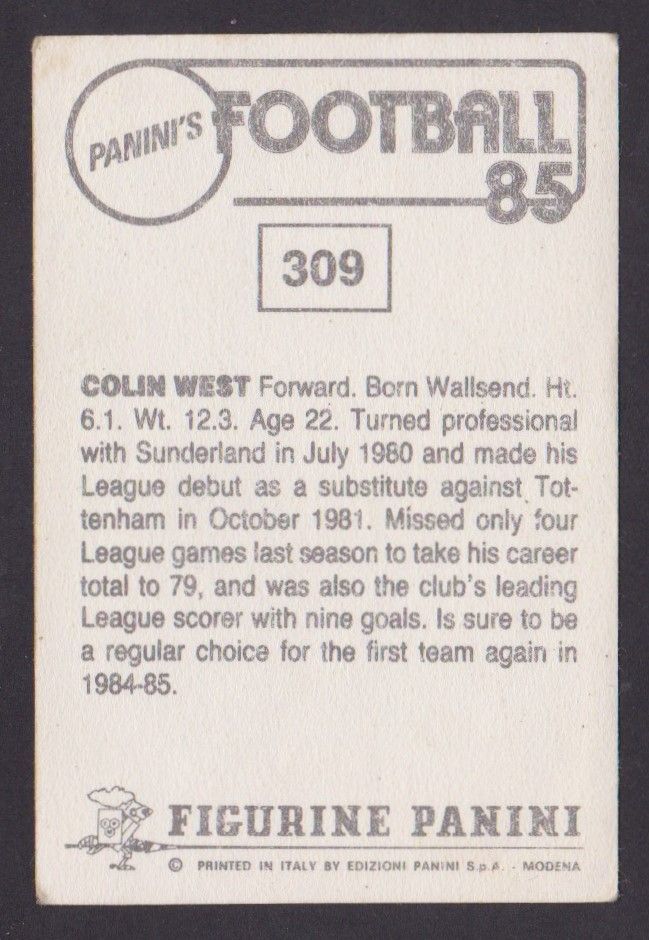 PANINI'S FOOTBALL
85
309
COLIN WEST Forward. Born Wallsend. Ht.
6.1. Wt. 12.3. Age 22. Turned professional
with Sunderland in July 1980 and made his
League debut as a substitute against Tot-
tenham in October 1981. Missed only four
League games last season to take his career
total to 79, and was also the club's leading
League scorer with nine goals. Is sure to be
a regular choice for the first team again in
1984-85.
FIGURINE PANINI
© PRINTED IN ITALY BY EDIZIONI PANINI S.p.A. - MODENA